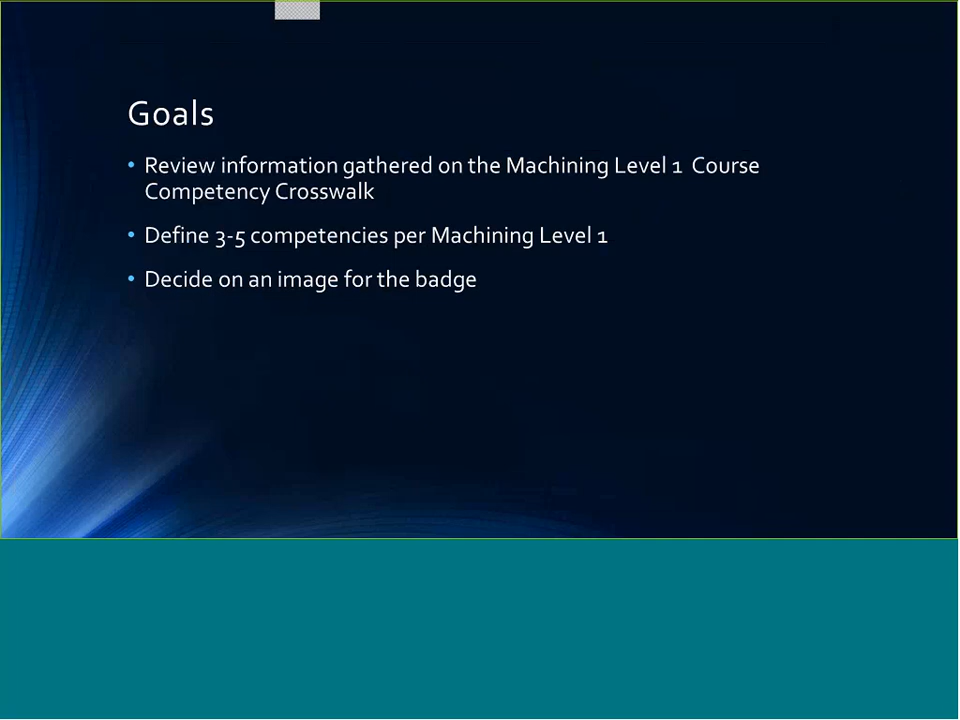 Goals
• Review information gathered on the Machining Level 1  Course
Competency Crosswalk
• Define 3-5 competencies per Machining Level 1
• Decide on an image for the badge